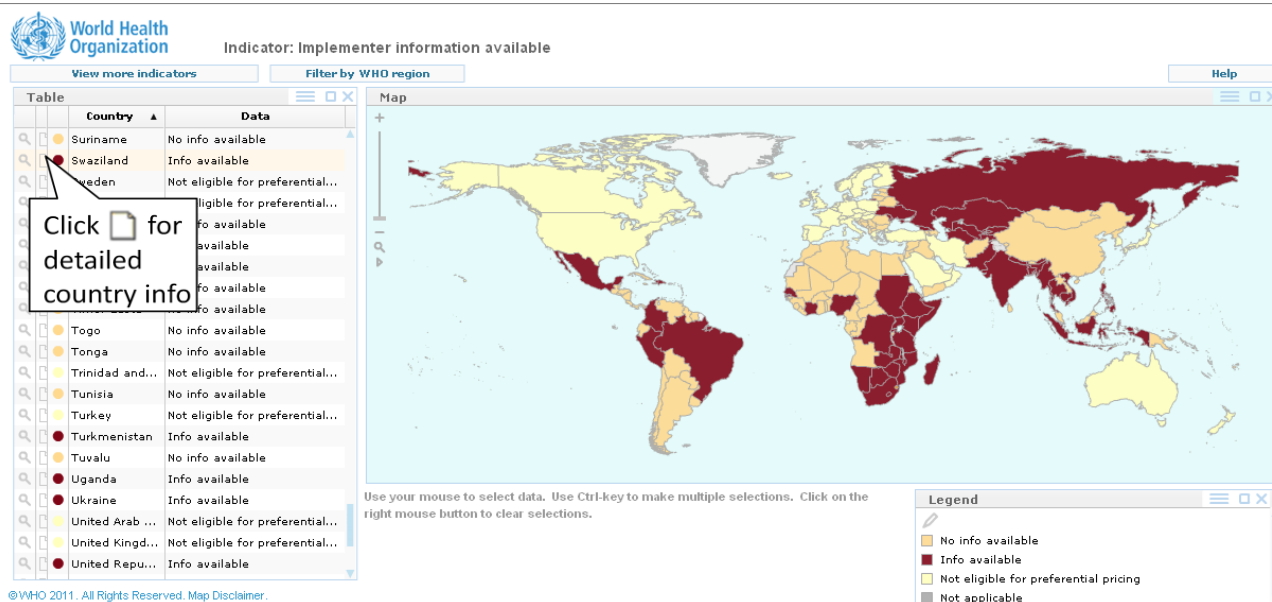 World Health
Organization
Indicator: Implementer information available
View more indicators
Filter by WHO region
Help
Table
Country ▲ Data
Suriname No info available
Swaziland Info available
weden Not eligible for preferential...
ligible for preferential...
fo available
available
available
fo available
fo available
Togo No info available
Tonga No info available
Trinidad and... Not eligible for preferential...
Tunisia No info available
Turkey Not eligible for preferential...
Turkmenistan Info available
Tuvalu No info available
Uganda Info available
Ukraine Info available
United Arab ... Not eligible for preferential...
United Kingd... Not eligible for preferential...
United Repu... Info available
Click for
detailed
country info
Map
Use your mouse to select data. Use Ctrl-key to make multiple selections. Click on the
right mouse button to clear selections.
Legend
No info available
Info available
Not eligible for preferential pricing
Not applicable
©WHO 2011. All Rights Reserved. Map Disclaimer.